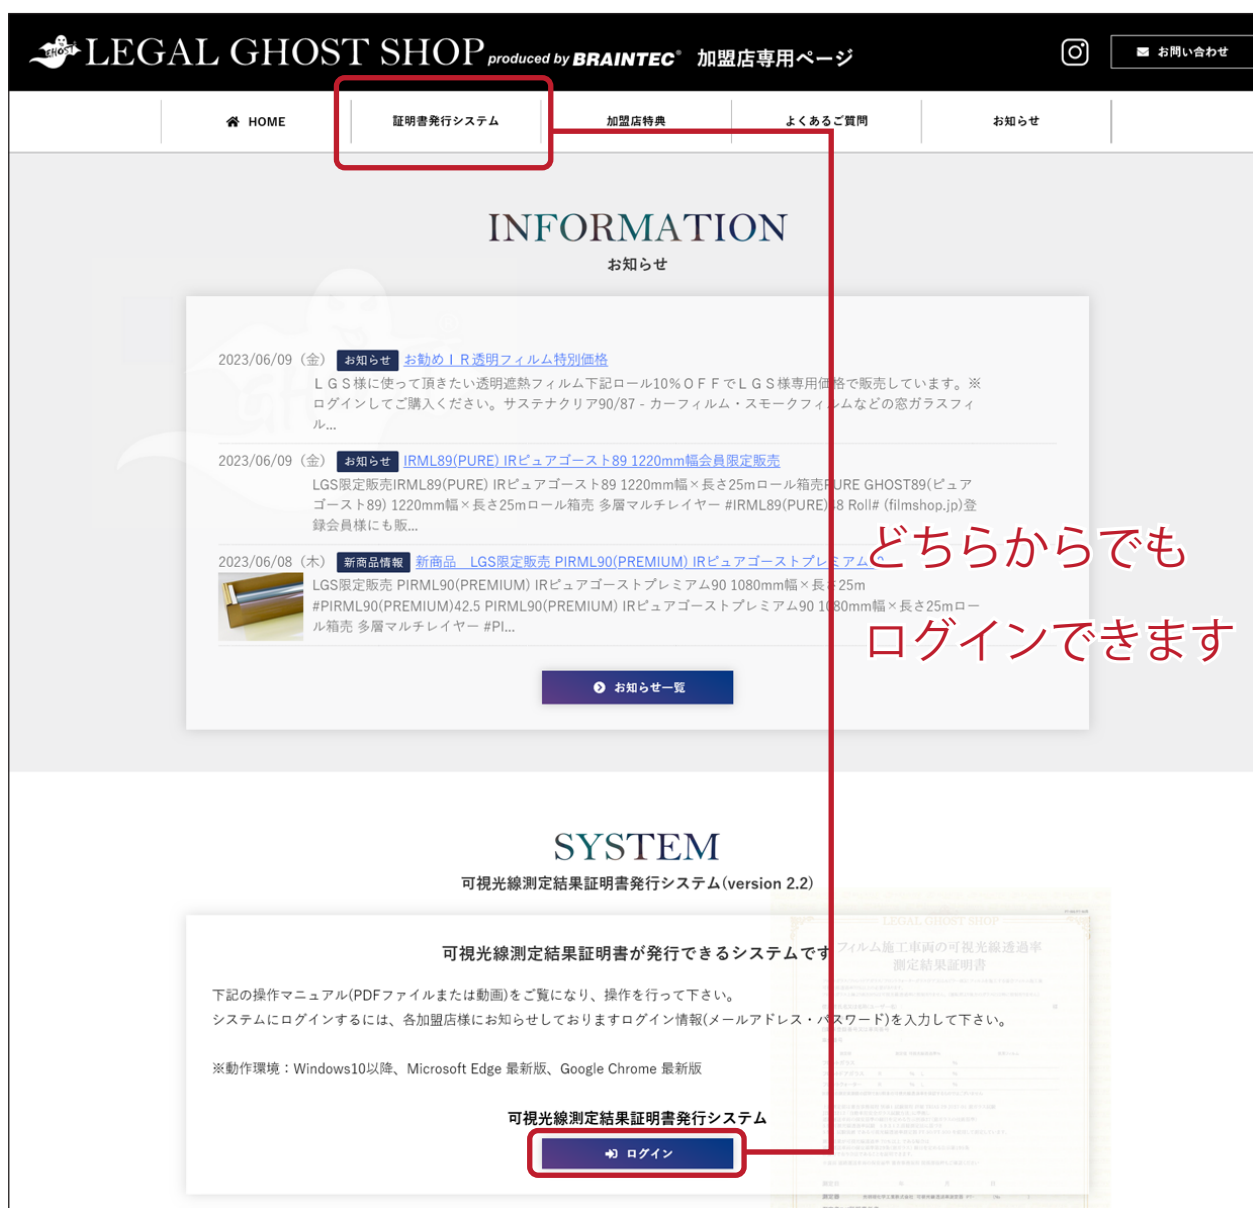 LEGAL GHOST SHOP produced by BRAINTEC 加盟店専用ページ
お問い合わせ
HOME 証明書発行システム 加盟店特典 よくあるご質問 お知らせ
INFORMATION
お知らせ
2023/06/09（金） お知らせ お勧めＩＲ透明フィルム特別価格
ＬＧＳ様に使って頂きたい透明遮熱フィルム下記ロール10%ＯＦＦでＬＧＳ様専用価格で販売しています。※
ログインしてご購入ください。サステナクリア90/87 - カーフィルム・スモークフィルムなどの窓ガラスフィ
ル...
2023/06/09（金） お知らせ IRML89(PURE) IRピュアゴースト89 1220mm幅会員限定販売
LGS限定販売IRML89(PURE) IRピュアゴースト89 1220mm幅×長さ25mロール箱売PURE GHOST89(ピュア
ゴースト89) 1220mm幅×長さ25mロール箱売 多層マルチレイヤー #IRML89(PURE)48 Roll# (filmshop.jp)登
録会員様にも販...
2023/06/08（木） 新商品情報 新商品　LGS限定販売 PIRML90(PREMIUM) IRピュアゴーストプレミアム
LGS限定販売 PIRML90(PREMIUM) IRピュアゴーストプレミアム90 1080mm幅×長さ25m
#PIRML90(PREMIUM)42.5 PIRML90(PREMIUM) IRピュアゴーストプレミアム90 1080mm幅×長さ25mロー
ル箱売 多層マルチレイヤー #PI...
どちらからでも
ログインできます
お知らせ一覧
SYSTEM
可視光線測定結果証明書発行システム(version 2.2)
可視光線測定結果証明書が発行できるシステムです
LEGAL GHOST SHOP
フィルム施工車両の可視光線透過率
測定結果証明書
下記の操作マニュアル(PDFファイルまたは動画)をご覧になり、操作を行って下さい。
システムにログインするには、各加盟店様にお知らせしておりますログイン情報(メールアドレス・パスワード)を入力して下さい。
※動作環境：Windows10以降、Microsoft Edge 最新版、Google Chrome 最新版
可視光線測定結果証明書発行システム
ログイン